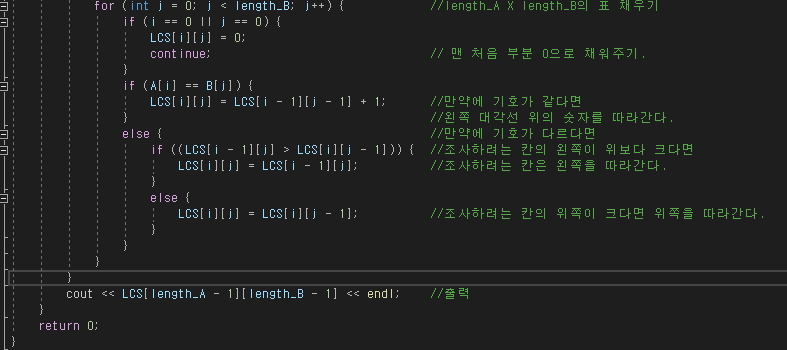 for (int j = 0; j < length_B; j++) { //length_A X length_B의 표 채우기
if (i == 0 || j == 0) {
LCS[i][j] = 0;
continue; // 맨 처음 부분 0으로 채워주기.
}
if (A[i] == B[j]) {
LCS[i][j] = LCS[i - 1][j - 1] + 1; //만약에 기호가 같다면
} //왼쪽 대각선 위의 숫자를 따라간다.
else { //만약에 기호가 다르다면
if ((LCS[i - 1][j] > LCS[i][j - 1])) { //조사하려는 칸의 왼쪽이 위보다 크다면
LCS[i][j] = LCS[i - 1][j]; //조사하려는 칸은 왼쪽을 따라간다.
}
else {
LCS[i][j] = LCS[i][j - 1]; //조사하려는 칸의 위쪽이 크다면 위쪽을 따라간다.
}
}
}
}
cout << LCS[length_A - 1][length_B - 1] << endl; //출력
}
return 0;
}